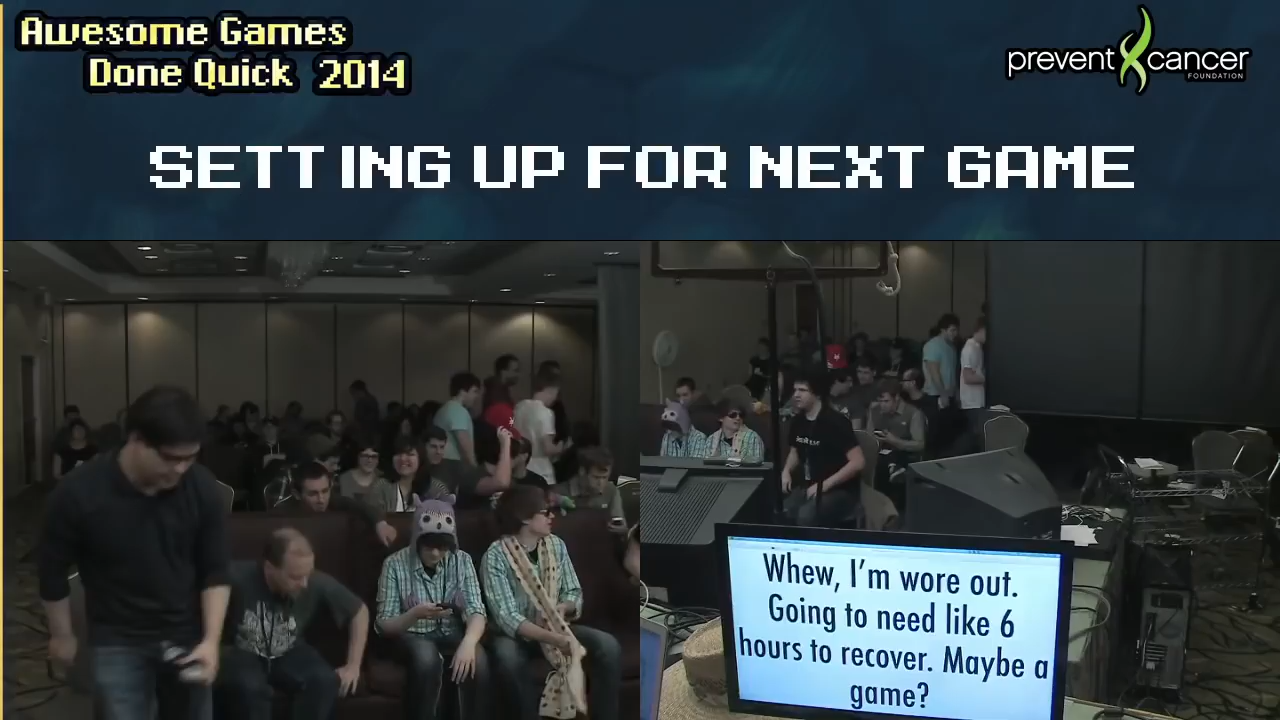 Awesome Games
Done Quick 2014
prevent cancer
FOUNDATION
SETTING UP FOR NEXT GAME
Whew, I'm wore out.
Going to need like 6
hours to recover. Maybe a
game?